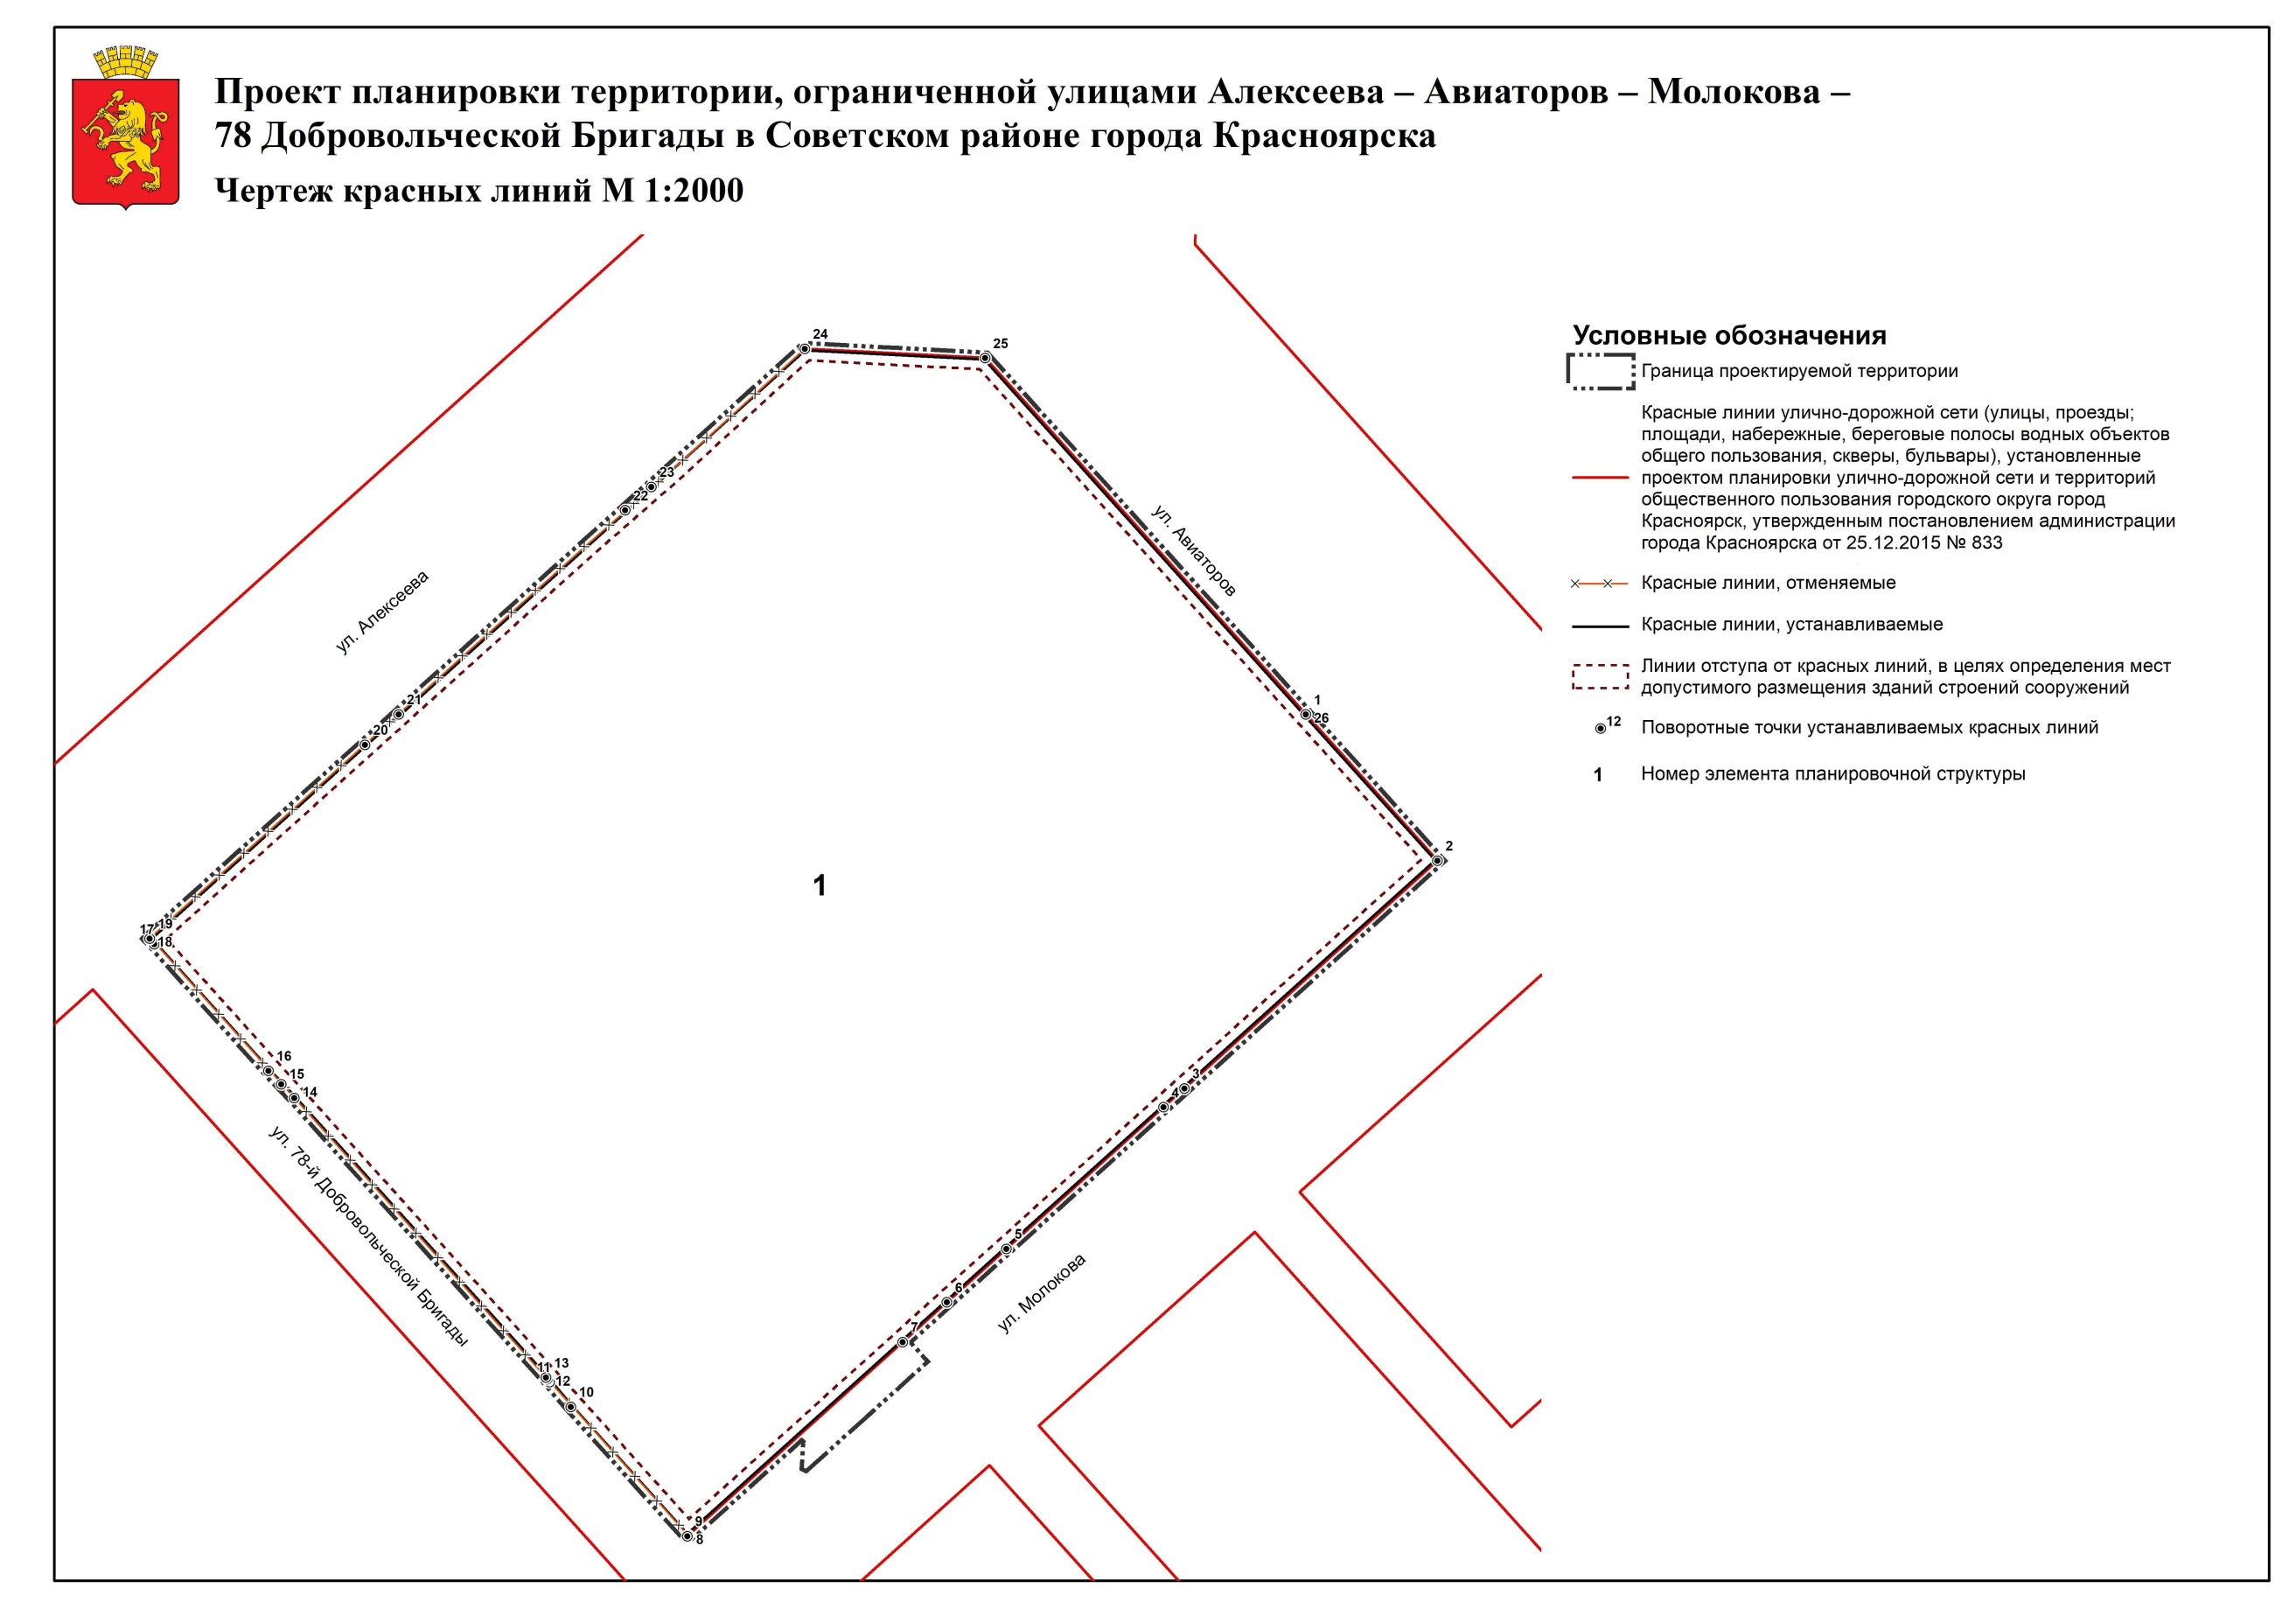 Проект планировки территории, ограниченной улицами Алексеева – Авиаторов – Молокова –
78 Добровольческой Бригады в Советском районе города Красноярска
Чертеж красных линий М 1:2000
Условные обозначения
Граница проектируемой территории
Красные линии улично-дорожной сети (улицы, проезды;
площади, набережные, береговые полосы водных объектов
общего пользования, скверы, бульвары), установленные
проектом планировки улично-дорожной сети и территорий
общественного пользования городского округа город
Красноярск, утвержденным постановлением администрации
города Красноярска от 25.12.2015 № 833
Красные линии, отменяемые
Красные линии, устанавливаемые
Линии отступа от красных линий, в целях определения мест
допустимого размещения зданий строений сооружений
12
Поворотные точки устанавливаемых красных линий
1
Номер элемента планировочной структуры
24
25
23
22
ул. Авиаторов
ул. Алексеева
21
20
1
26
2
1
19
17
18
16
15
14
3
4
ул. 78-й Добровольческой Бригады
5
6
ул. Молокова
7
13
11
12
10
9
8